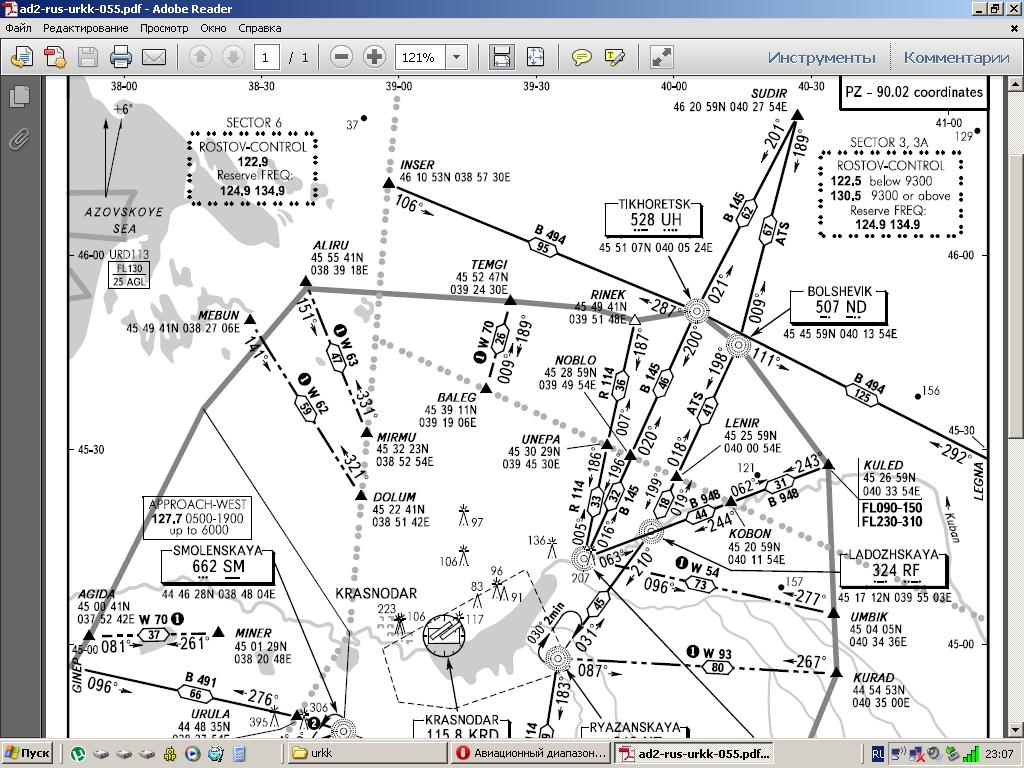 ad2-rus-urkk-055.pdf - Adobe Reader
Файл Редактирование Просмотр Окно Справка
1 / 1
121%
Инструменты
Комментарии
38-00
38-30
39-00
39-30
40-00
40-30
SUDIR
46 20 59N 040 27 54E
PZ - 90.02 coordinates
41-00
129
+6°
SECTOR 6
ROSTOV-CONTROL
122,9
Reserve FREQ:
124,9 134,9
37
INSER
46 10 53N 038 57 30E
106°
201°
189°
SECTOR 3, 3A
ROSTOV-CONTROL
122,5 below 9300
130,5 9300 or above
Reserve FREQ:
124,9 134,9
AZOVSKOYE
SEA
TIKHORETSK
528 UH
45 51 07N 040 05 24E
B 145
62
67
ATS
B 494
95
46-00
URD113
FL130
25 AGL
ALIRU
45 55 41N
038 39 18E
TEMGI
45 52 47N
039 24 30E
46-00
RINEK
45 49 41N
039 51 48E
287°
021°
009°
BOLSHEVIK
507 ND
45 45 59N 040 13 54E
MEBUN
45 49 41N 038 27 06E
141°
151°
W 63
47
331°
W 70
26
189°
009°
NOBLO
45 28 59N
039 49 54E
187°
R 114
36
007°
B 145
46
200°
020°
198°
ATS
41
018°
111°
B 494
125
156
W 62
59
321°
BALEG
45 39 11N
039 19 06E
45-30
MIRMU
45 32 23N
038 52 54E
UNEPA
45 30 29N
039 45 30E
LENIR
45 25 59N
040 00 54E
45-30
292°
LEGNA
121
243°
062°
31
B 948
KULED
45 26 59N
040 33 54E
FL090-150
FL230-310
DOLUM
45 22 41N
038 51 42E
APPROACH-WEST
127,7 0500-1900
up to 6000
97
186°
196°
R 114
33
32
B 145
005°
016°
199°
18
019°
B 948
44
244°
KOBON
45 20 59N
040 11 54E
Kuban
SMOLENSKAYA
662 SM
44 46 28N 038 48 04E
106
136
207
063°
210°
W 54
096°
73
277°
157
LADOZHSKAYA
324 RF
45 17 12N 039 55 03E
AGIDA
45 00 41N
037 52 42E
W 70
37
081°
261°
MINER
45 01 29N
038 20 48E
KRASNODAR
223
106
83
96
91
117
45
030° 2min
031°
UMBIK
45 04 05N
040 34 36E
45-00
45-00
GINEP
096°
B 491
66
276°
URULA
44 48 35N
395
306
2
087°
W 93
80
267°
183°
KURAD
44 54 53N
040 35 00E
KRASNODAR
115,8 KRD
RYAZANSKAYA
Пуск
urkk
Авиационный диапазон...
ad2-rus-urkk-055.pd...
RL
23:07